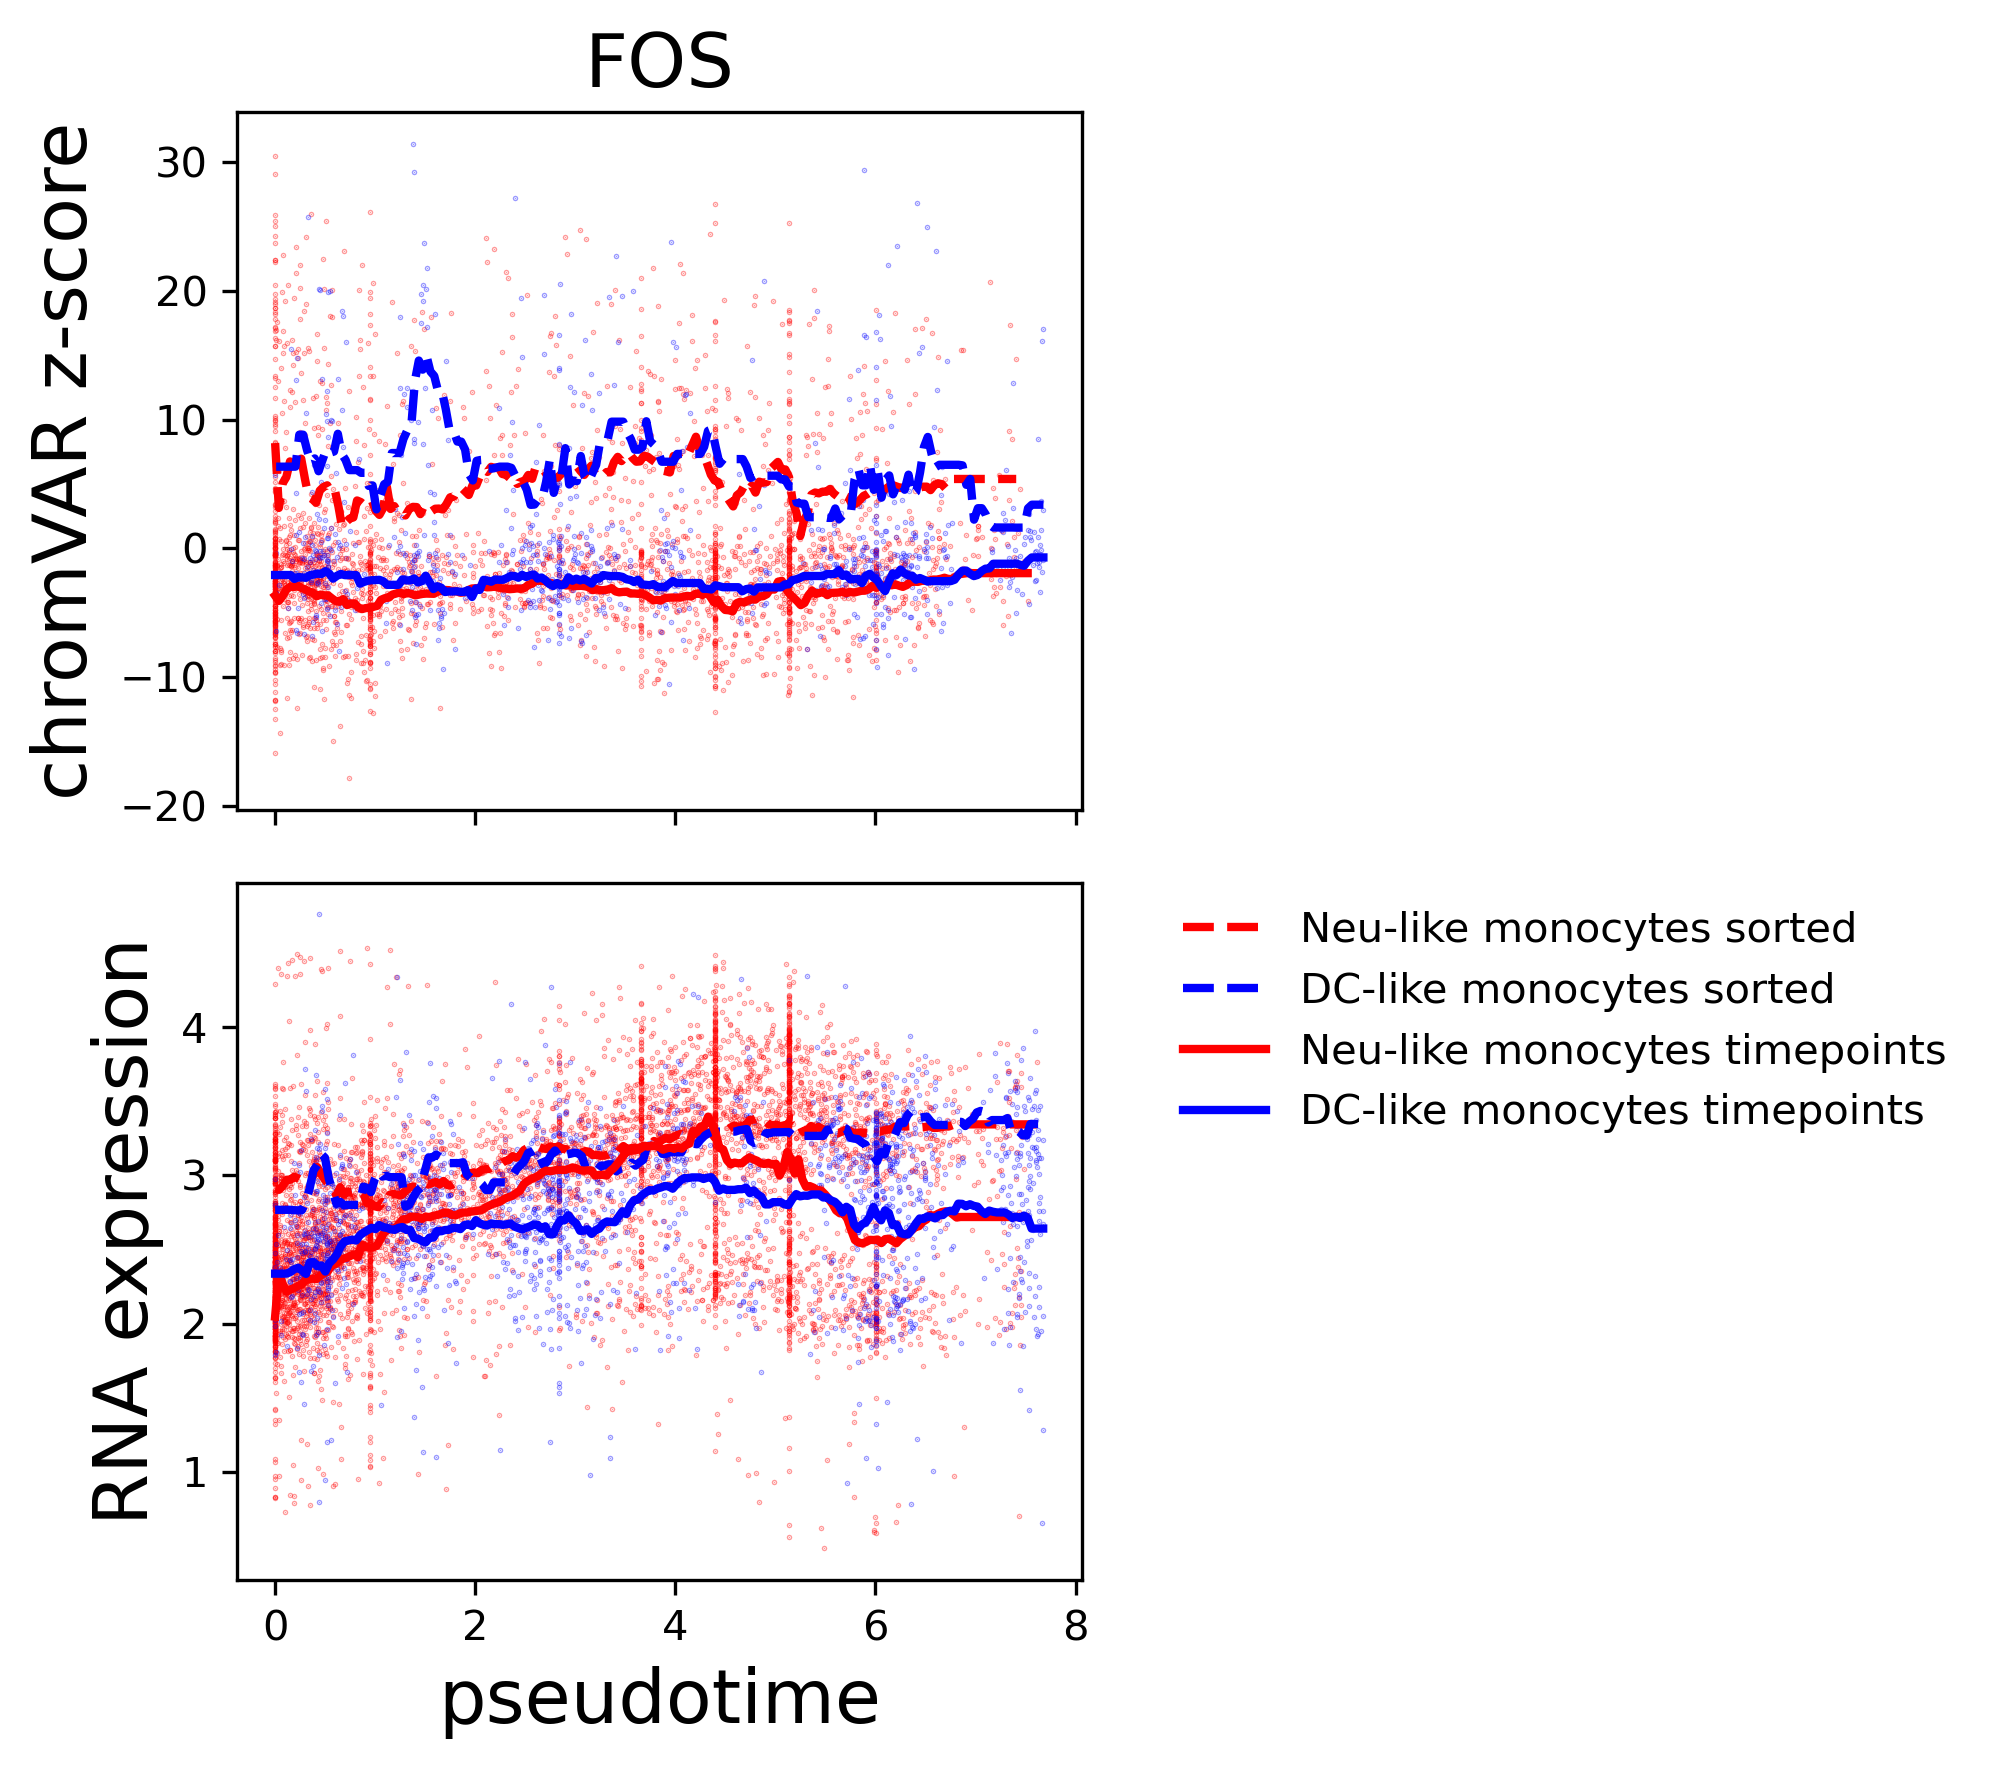 FOS
chromVAR z-score
30
20
10
0
−10
−20
RNA expression
4
3
2
1
0 2 4 6 8
pseudotime
Neu-like monocytes sorted
DC-like monocytes sorted
Neu-like monocytes timepoints
DC-like monocytes timepoints